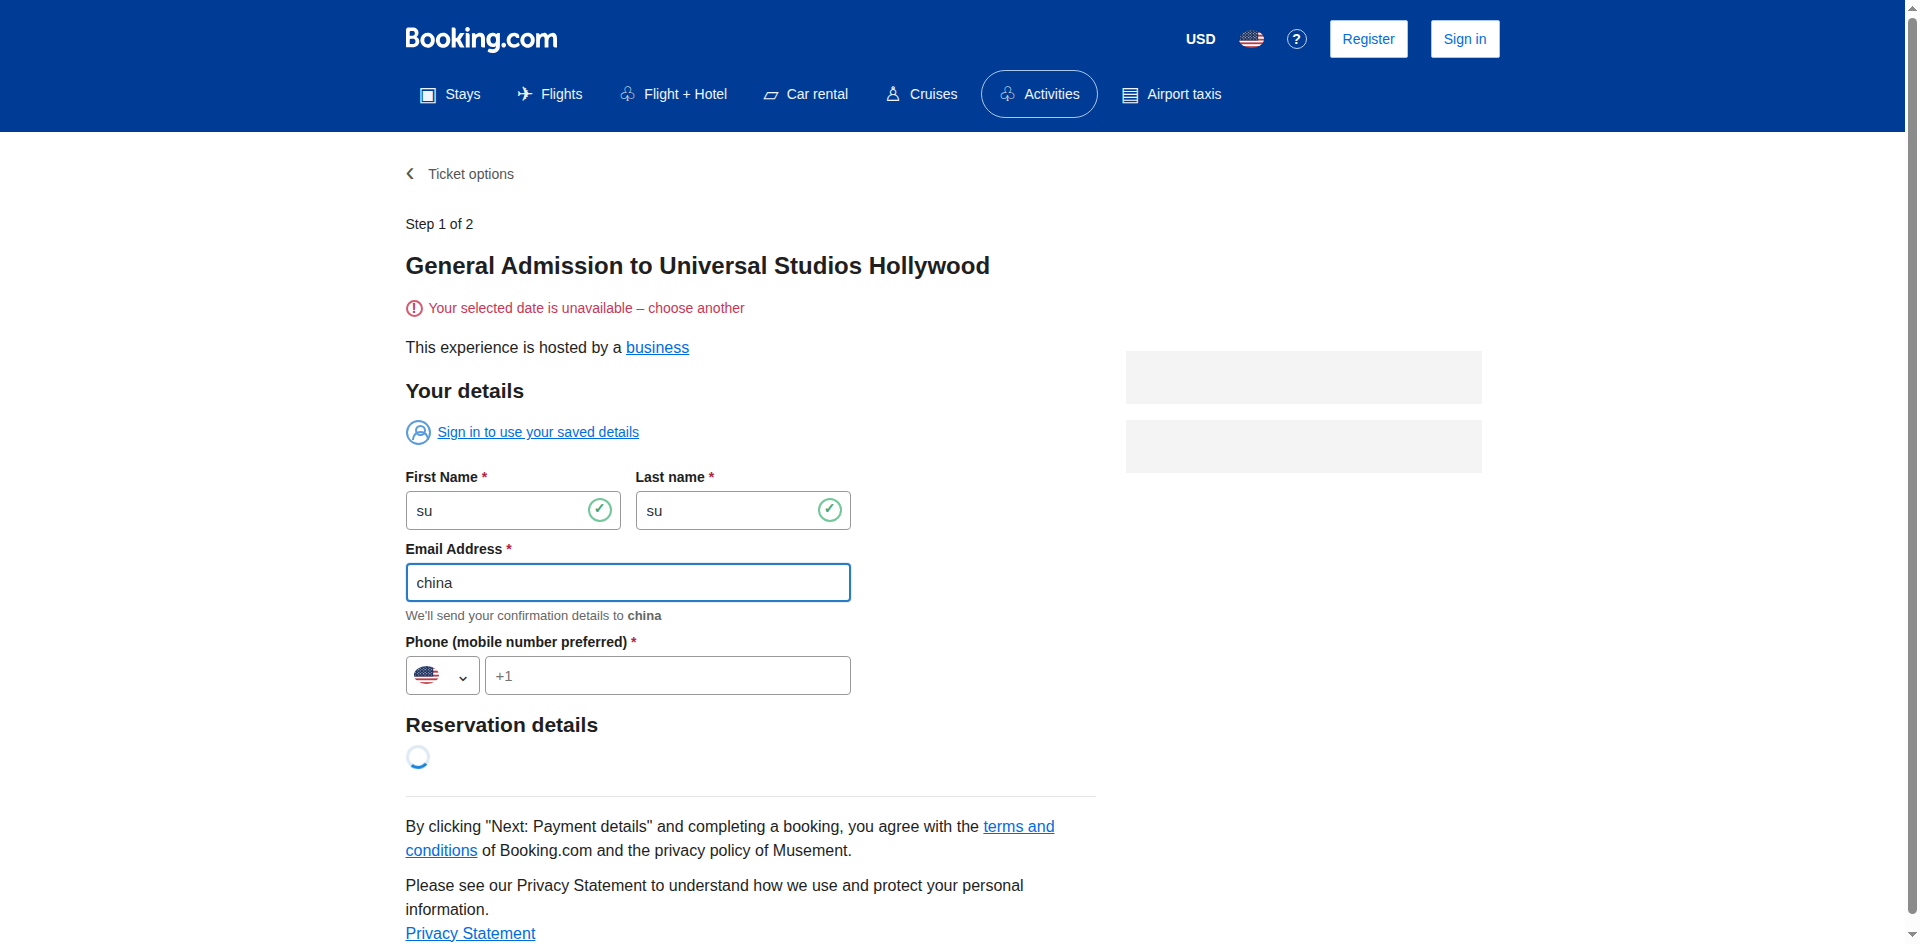 Booking.com
USD
?
Register
Sign in
Stays
Flights
Flight + Hotel
Car rental
Cruises
Activities
Airport taxis
Ticket options
Step 1 of 2
General Admission to Universal Studios Hollywood
Your selected date is unavailable – choose another
This experience is hosted by a business
Your details
Sign in to use your saved details
First Name *
Last name *
su
su
Email Address *
china
We'll send your confirmation details to china
Phone (mobile number preferred) *
+1
Reservation details
By clicking "Next: Payment details" and completing a booking, you agree with the terms and
conditions of Booking.com and the privacy policy of Musement.
Please see our Privacy Statement to understand how we use and protect your personal
information.
Privacy Statement